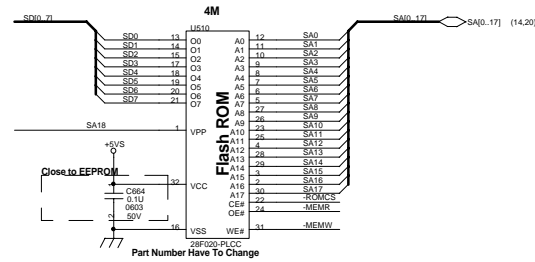 4M
SD[0..7]
SA[0..17]
SA[0..17] (14,20)
U510
SD0 13 O0 A0 12 SA0
SD1 14 O1 A1 11 SA1
SD2 15 O2 A2 10 SA2
SD3 17 O3 A3 9 SA3
SD4 18 O4 A4 8 SA4
SD5 19 O5 A5 7 SA5
SD6 20 O6 A6 6 SA6
SD7 21 O7 A7 5 SA7
A8 27 SA8
A9 26 SA9
SA18 1 VPP A10 23 SA10
A11 25 SA11
A12 4 SA12
+5VS A13 28 SA13
A14 29 SA14
Flash ROM
Close to EEPROM A15 3 SA15
A16 2 SA16
32 VCC A17 30 SA17
1 C664 CE# 22 -ROMCS
0.1U OE# 24 -MEMR
0603
2 50V
16 VSS WE# 31 -MEMW
28F020-PLCC
Part Number Have To Change